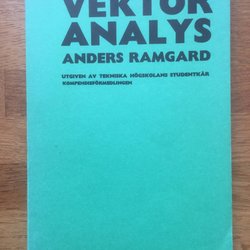 VEKTOR
ANALYS
ANDERS RAMGARD
UTGIVEN AV TEKNISKA HÖGSKOLANS STUDENTKÅR
KOMPENDIEFÖRMEDLINGEN